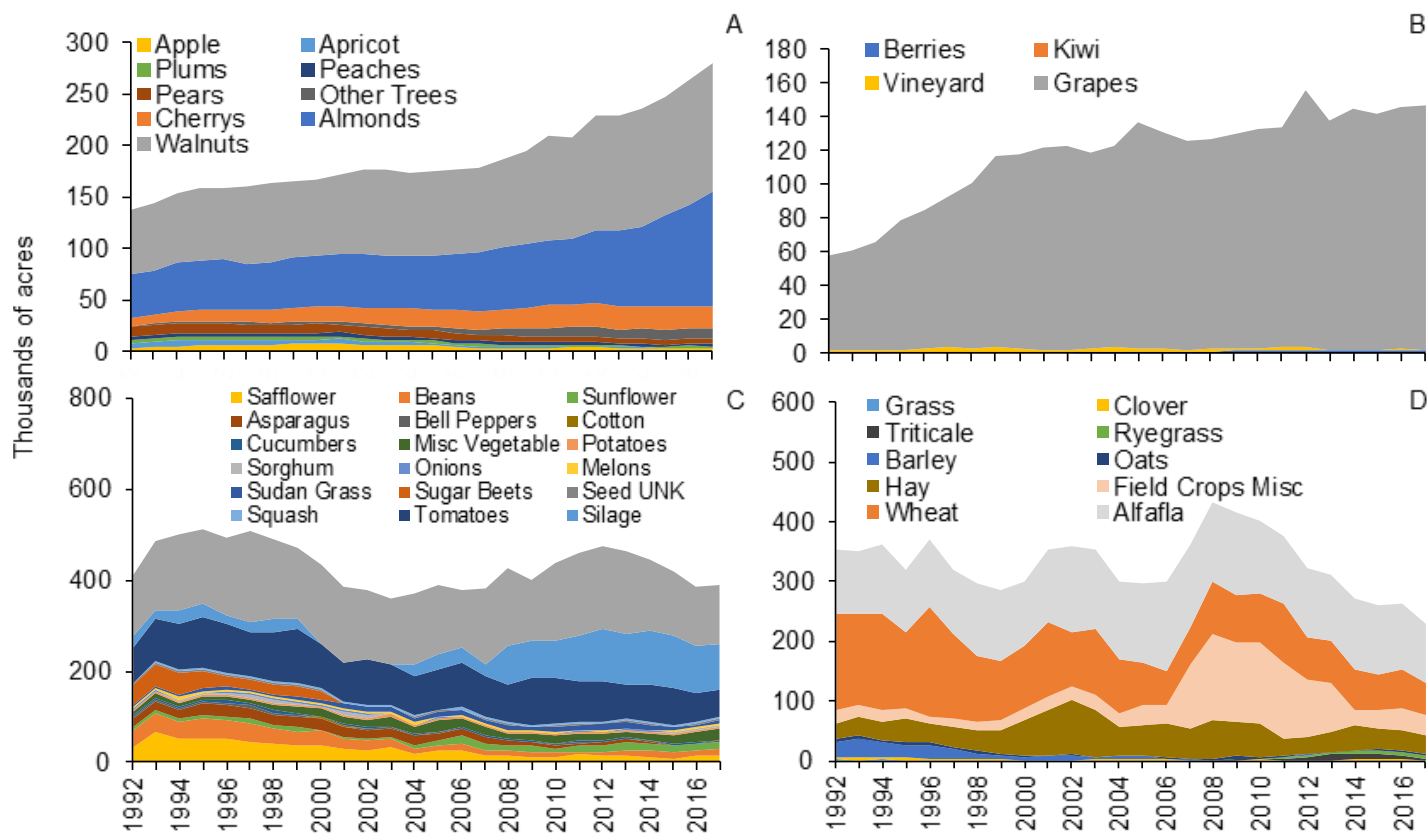 A
300
250
200
150
100
50
0
Apple Apricot
Plums Peaches
Pears Other Trees
Cherrys Almonds
Walnuts
B
180
160
140
120
100
80
60
40
20
0
Berries Kiwi
Vineyard Grapes
Thousands of acres
C
800
600
400
200
0
Safflower Beans Sunflower
Asparagus Bell Peppers Cotton
Cucumbers Misc Vegetable Potatoes
Sorghum Onions Melons
Sudan Grass Sugar Beets Seed UNK
Squash Tomatoes Silage
1992 1994 1996 1998 2000 2002 2004 2006 2008 2010 2012 2014 2016
D
600
500
400
300
200
100
0
Grass Clover
Triticale Ryegrass
Barley Oats
Hay Field Crops Misc
Wheat Alfafla
1992 1994 1996 1998 2000 2002 2004 2006 2008 2010 2012 2014 2016